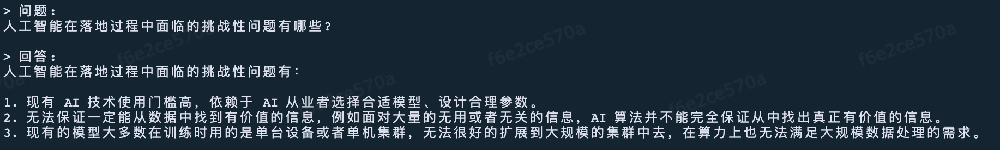 > 问题：
人工智能在落地过程中面临的挑战性问题有哪些?
> 回答：
人工智能在落地过程中面临的挑战性问题有：
1. 现有 AI 技术使用门槛高，依赖于 AI 从业者选择合适模型、设计合理参数。
2. 无法保证一定能从数据中找到有价值的信息，例如面对大量的无用或者无关的信息，AI 算法并不能完全保证从中找出真正有价值的信息。
3. 现有的模型大多数在训练时用的是单台设备或者单机集群，无法很好的扩展到大规模的集群中去，在算力上也无法满足大规模数据处理的需求。
f6e2ce570a
f6e2ce570a
f6e2ce570a
70a
f6e2ce570a
f6e2ce570a